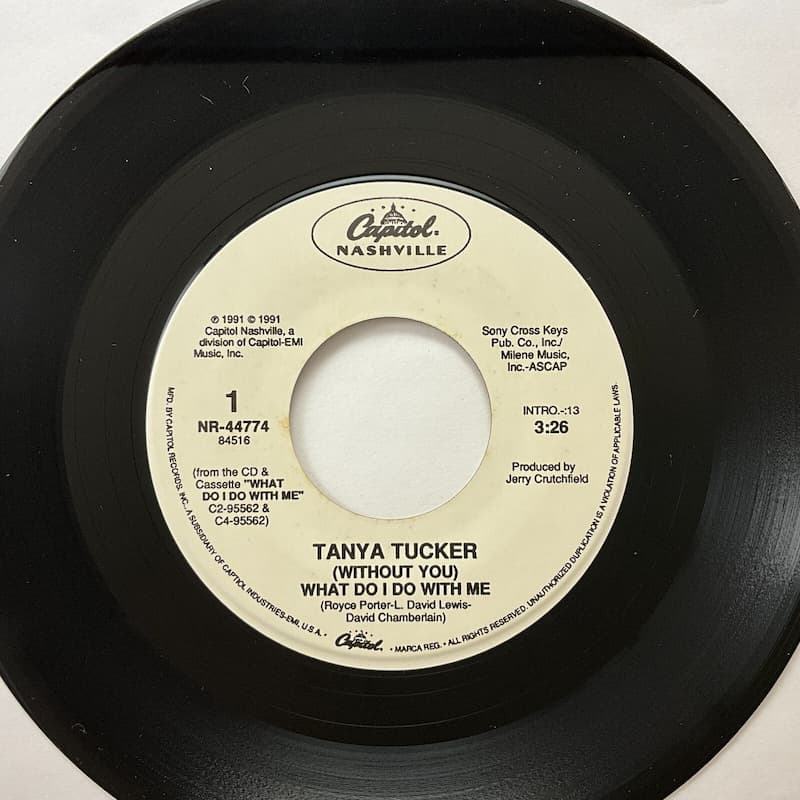 Capitol®
NASHVILLE
℗ 1991 © 1991
Capitol Nashville, a
division of Capitol-EMI
Music, Inc.
Sony Cross Keys
Pub. Co., Inc./
Milene Music,
Inc.-ASCAP
1
NR-44774
84516
INTRO.-:13
3:26
(from the CD &
Cassette "WHAT
DO I DO WITH ME"
C2-95562 &
C4-95562)
Produced by
Jerry Crutchfield
TANYA TUCKER
(WITHOUT YOU)
WHAT DO I DO WITH ME
(Royce Porter-L. David Lewis-
David Chamberlain)
MFD. BY CAPITOL RECORDS, INC., A SUBSIDIARY OF CAPTIOL INDUSTRIES-EMI, U.S.A. • Capitol. • MARCA REG. • ALL RIGHTS RESERVED. UNAUTHORIZED DUPLICATION IS A VIOLATION OF APPLICABLE LAWS.